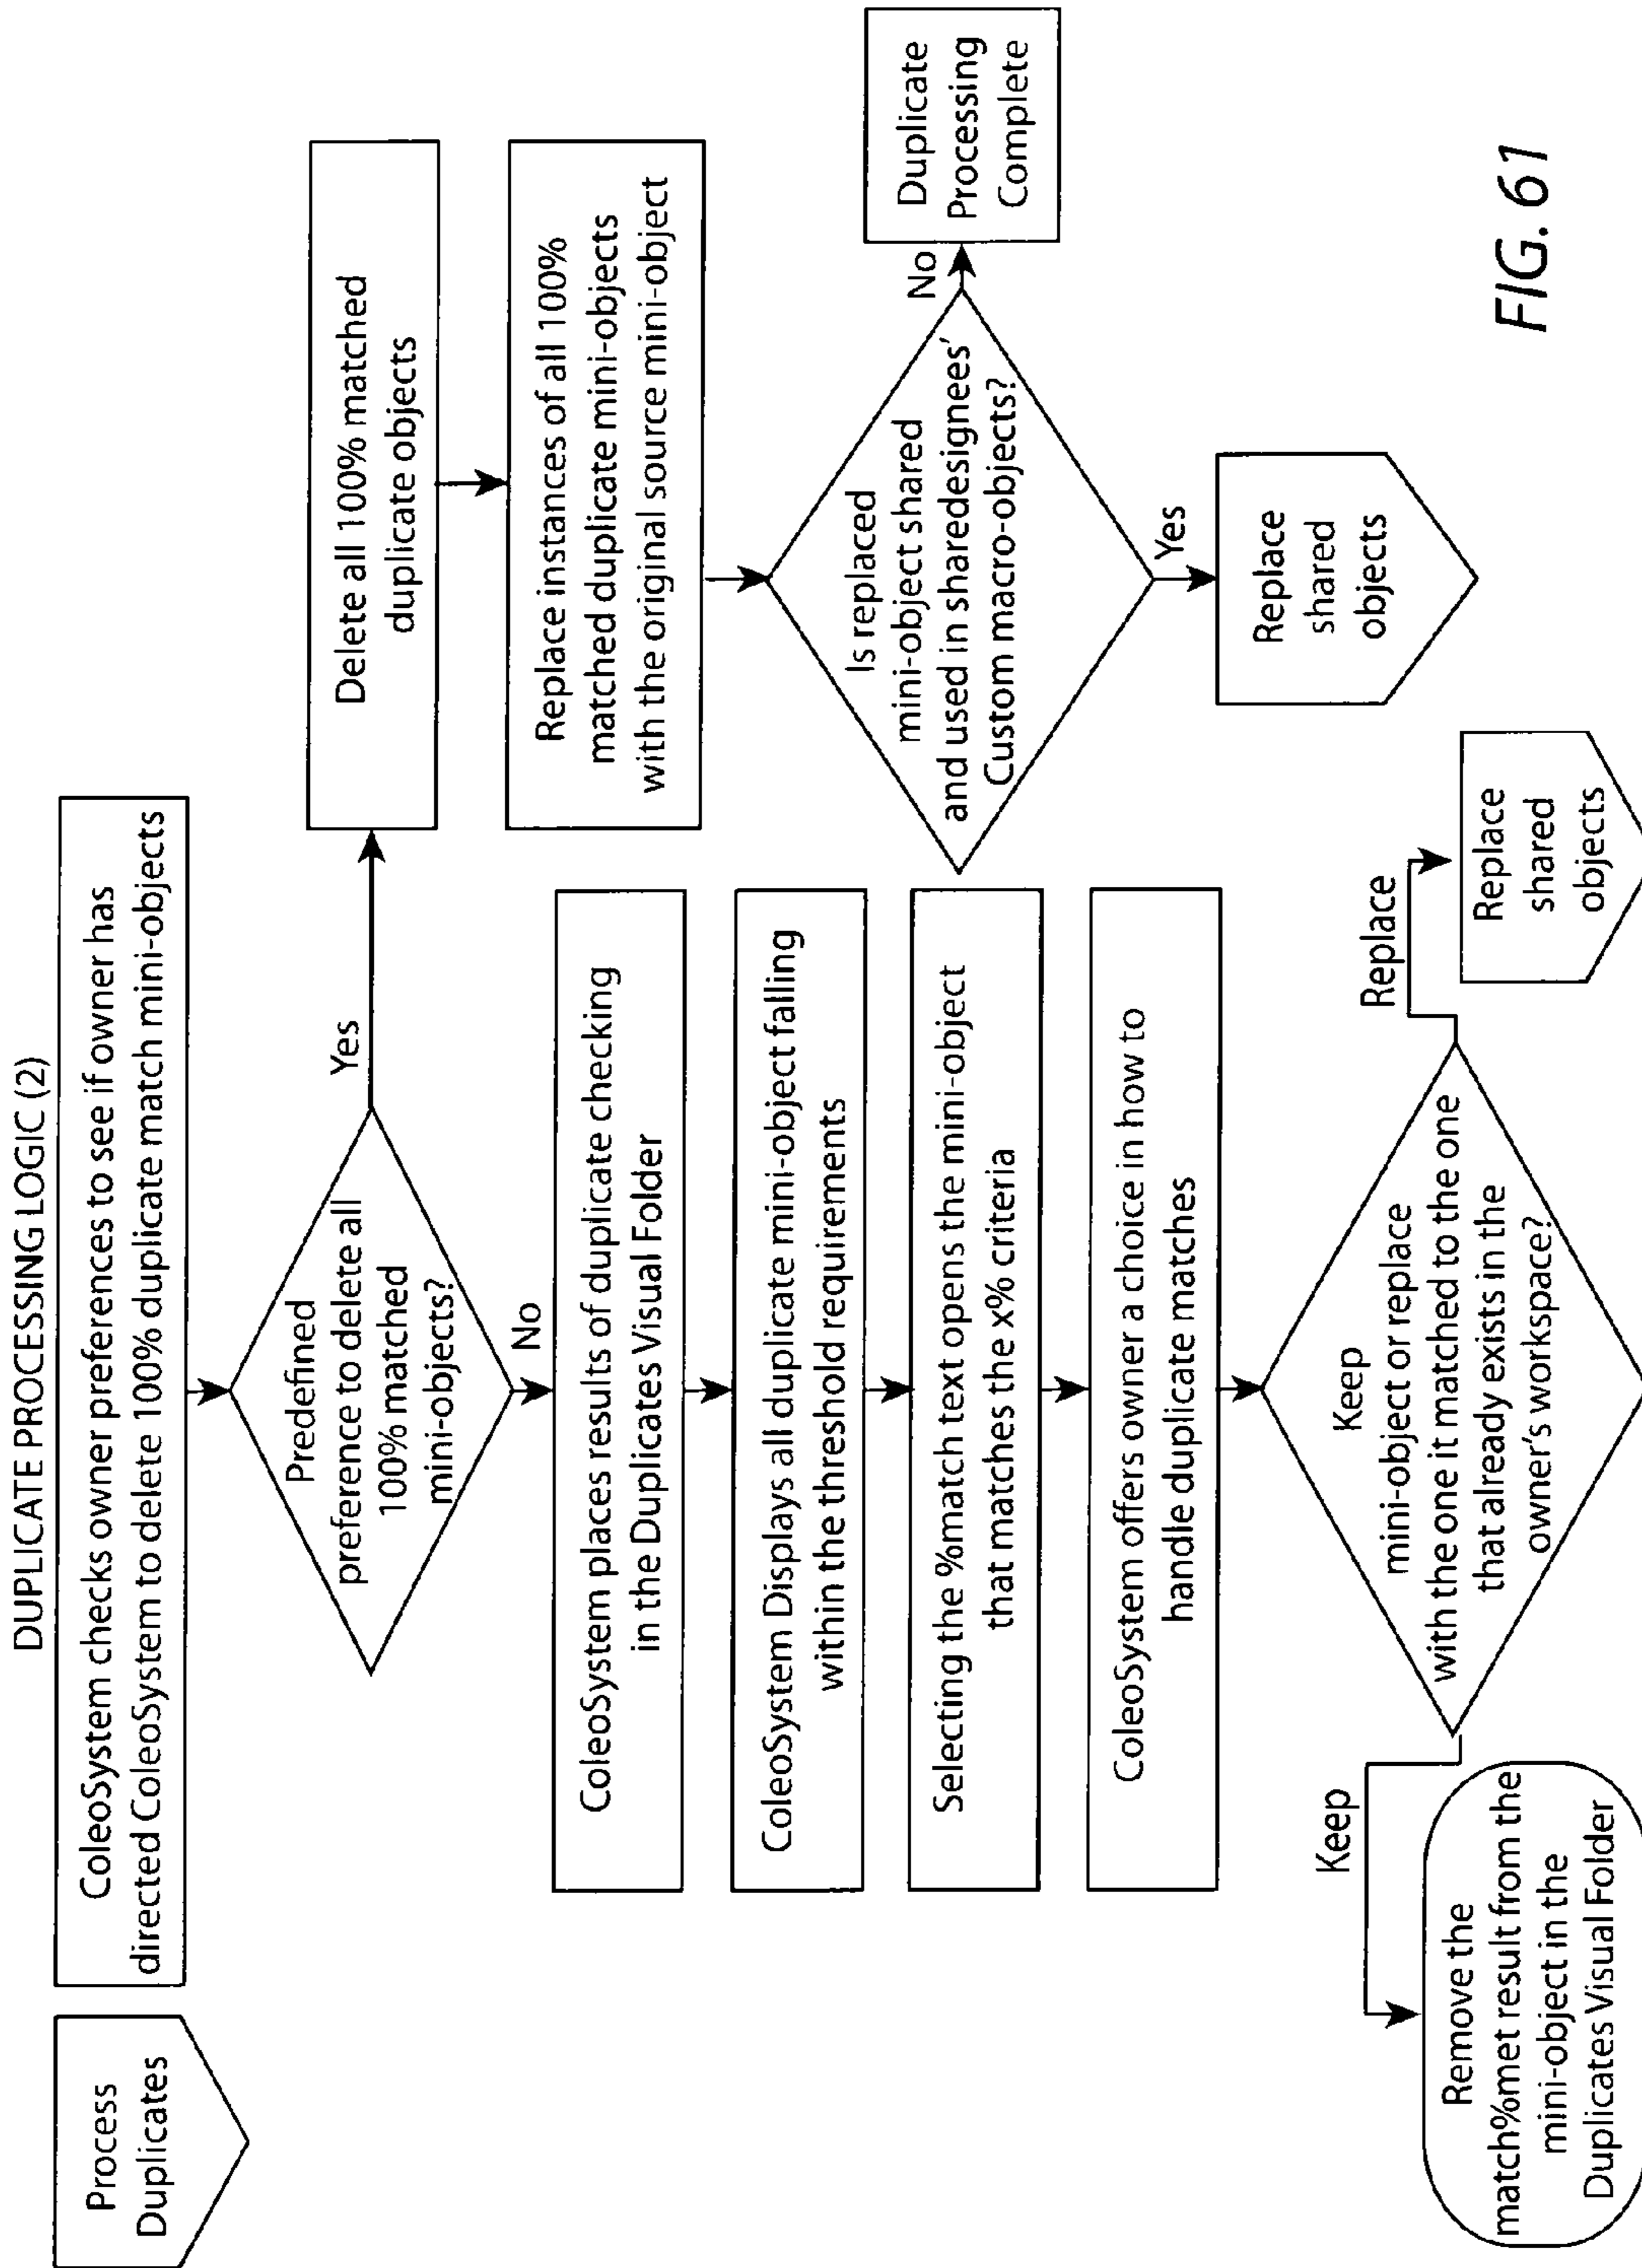 DUPLICATE PROCESSING LOGIC (2)
Process
Duplicates
ColeoSystem checks owner preferences to see if owner has
directed ColeoSystem to delete 100% duplicate match mini-objects
Predefined
preference to delete all
100% matched
mini-objects?
Yes
No
Delete all 100% matched
duplicate objects
Replace instances of all 100%
matched duplicate mini-objects
with the original source mini-object
Is replaced
mini-object shared
and used in sharedesignees'
Custom macro-objects?
No
Duplicate
Processing
Complete
Yes
Replace
shared
objects
ColeoSystem places results of duplicate checking
in the Duplicates Visual Folder
ColeoSystem Displays all duplicate mini-object falling
within the threshold requirements
Selecting the %match text opens the mini-object
that matches the x% criteria
ColeoSystem offers owner a choice in how to
handle duplicate matches
Keep
mini-object or replace
with the one it matched to the one
that already exists in the
owner's workspace?
Keep
Remove the
match%met result from the
mini-object in the
Duplicates Visual Folder
Replace
Replace
shared
objects
FIG. 61